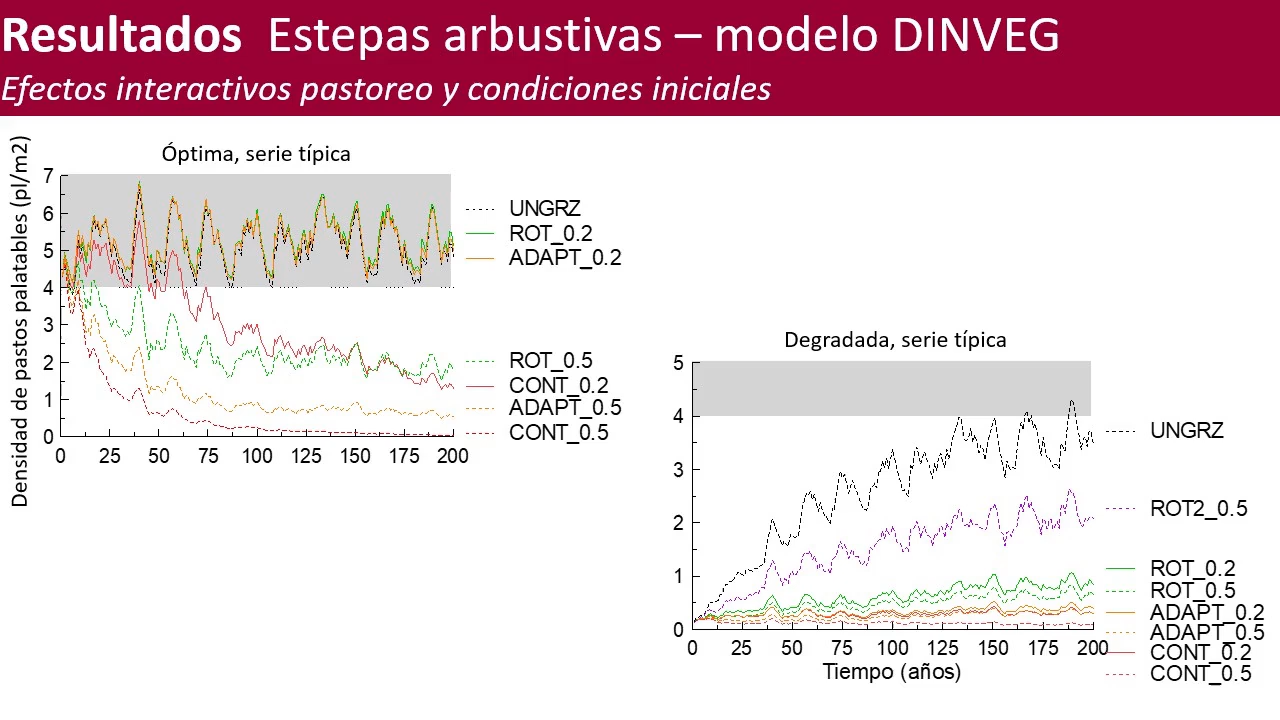 Resultados Estepas arbustivas – modelo DINVEG
Efectos interactivos pastoreo y condiciones iniciales
Óptima, serie típica
Densidad de pastos palatables (pl/m2)
7
6
5
4
3
2
1
0
0 25 50 75 100 125 150 175 200
UNGRZ
ROT_0.2
ADAPT_0.2
ROT_0.5
CONT_0.2
ADAPT_0.5
CONT_0.5
Degradada, serie típica
5
4
3
2
1
0
0 25 50 75 100 125 150 175 200
Tiempo (años)
UNGRZ
ROT2_0.5
ROT_0.2
ROT_0.5
ADAPT_0.2
ADAPT_0.5
CONT_0.2
CONT_0.5